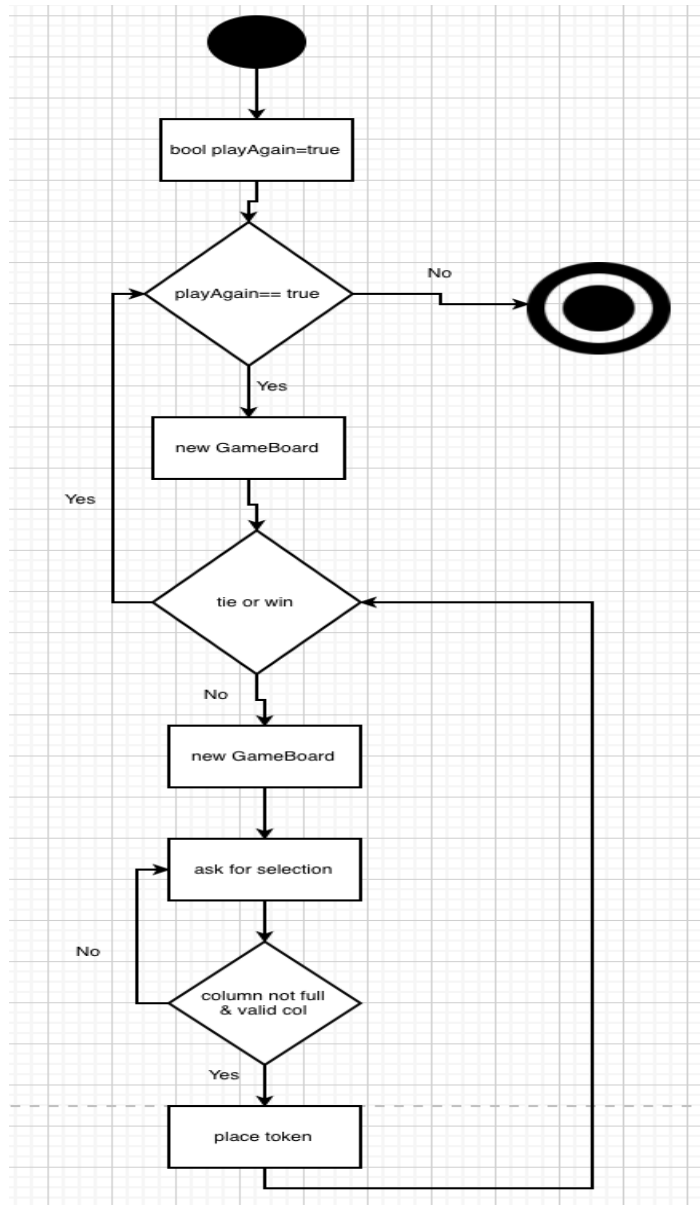 bool playAgain=true
playAgain== true
No
Yes
new GameBoard
Yes
tie or win
No
new GameBoard
ask for selection
No
column not full
& valid col
Yes
place token